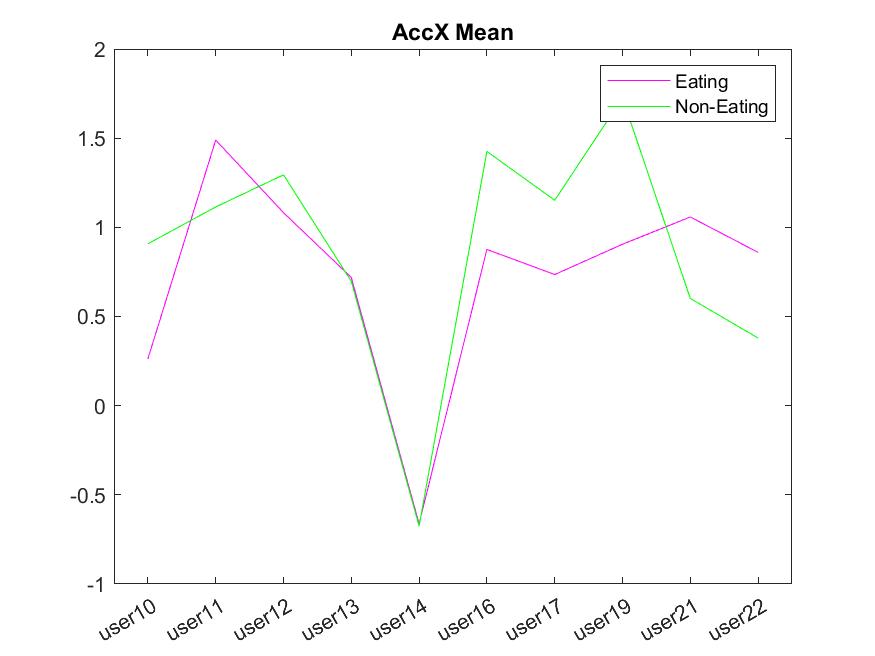 AccX Mean
2
1.5
1
0.5
0
-0.5
-1
Eating
Non-Eating
user10
user11
user12
user13
user14
user16
user17
user19
user21
user22